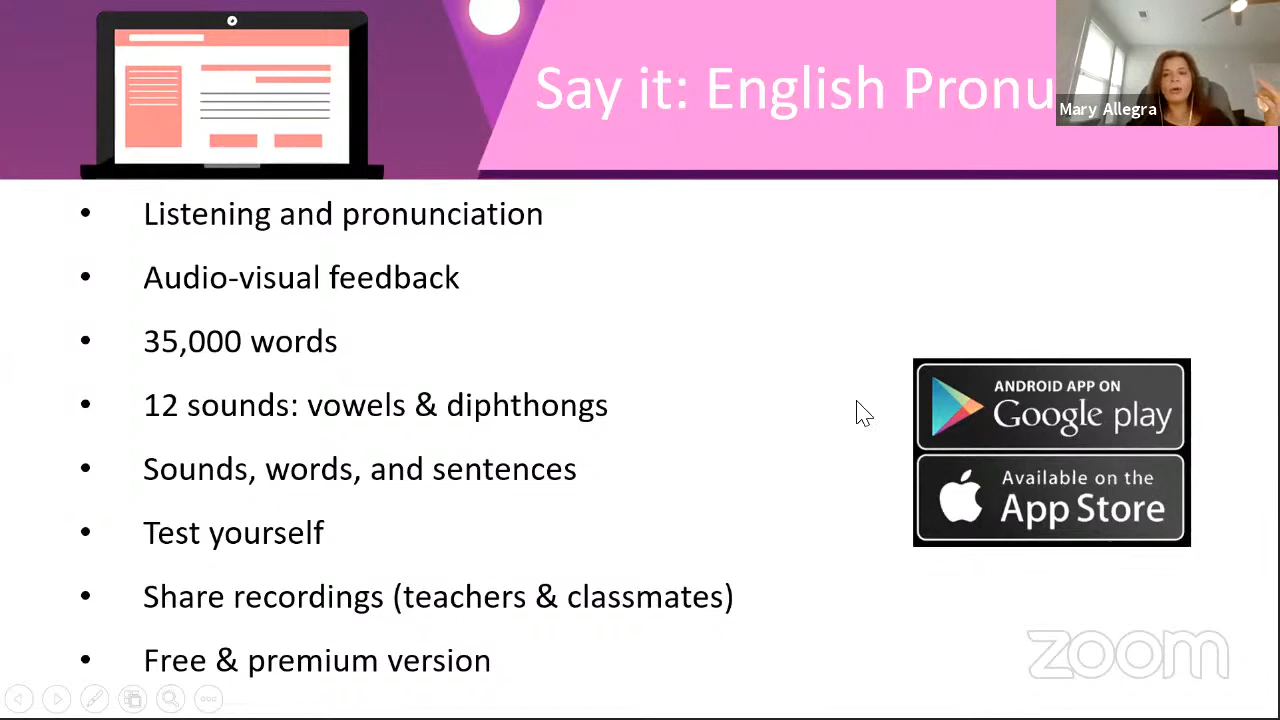 Say it: English Pronu
Mary Allegra
Listening and pronunciation
Audio-visual feedback
35,000 words
12 sounds: vowels & diphthongs
Sounds, words, and sentences
Test yourself
Share recordings (teachers & classmates)
Free & premium version
ANDROID APP ON
Google play
Available on the
App Store
zoom